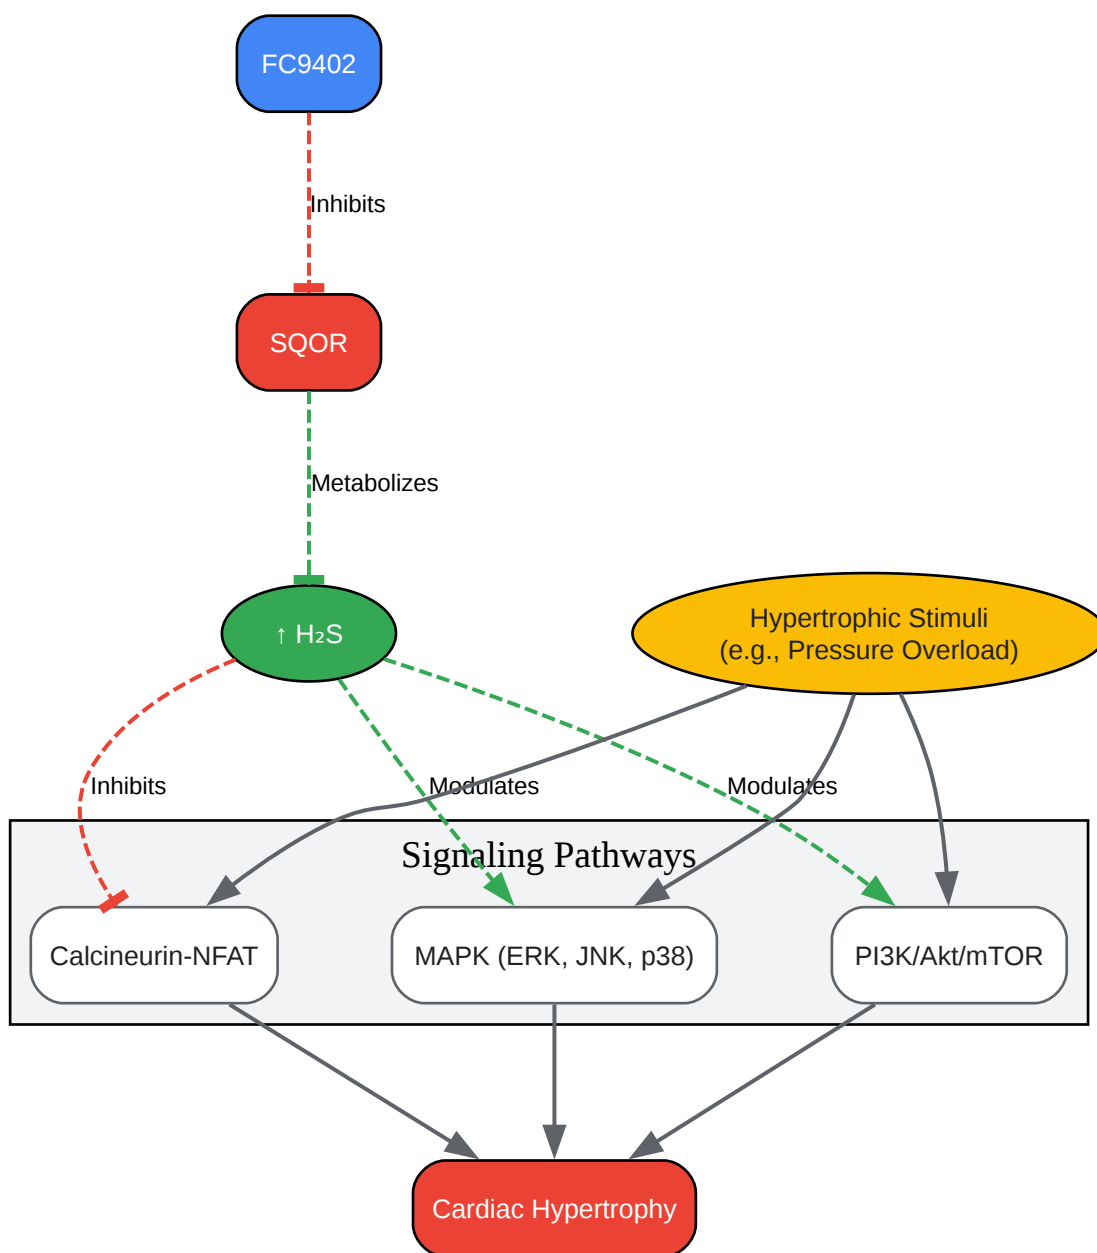 FC9402
Inhibits
SQOR
Metabolizes
↑ H₂S
Hypertrophic Stimuli
(e.g., Pressure Overload)
Inhibits
Modulates
Modulates
Signaling Pathways
Calcineurin-NFAT
MAPK (ERK, JNK, p38)
PI3K/Akt/mTOR
Cardiac Hypertrophy